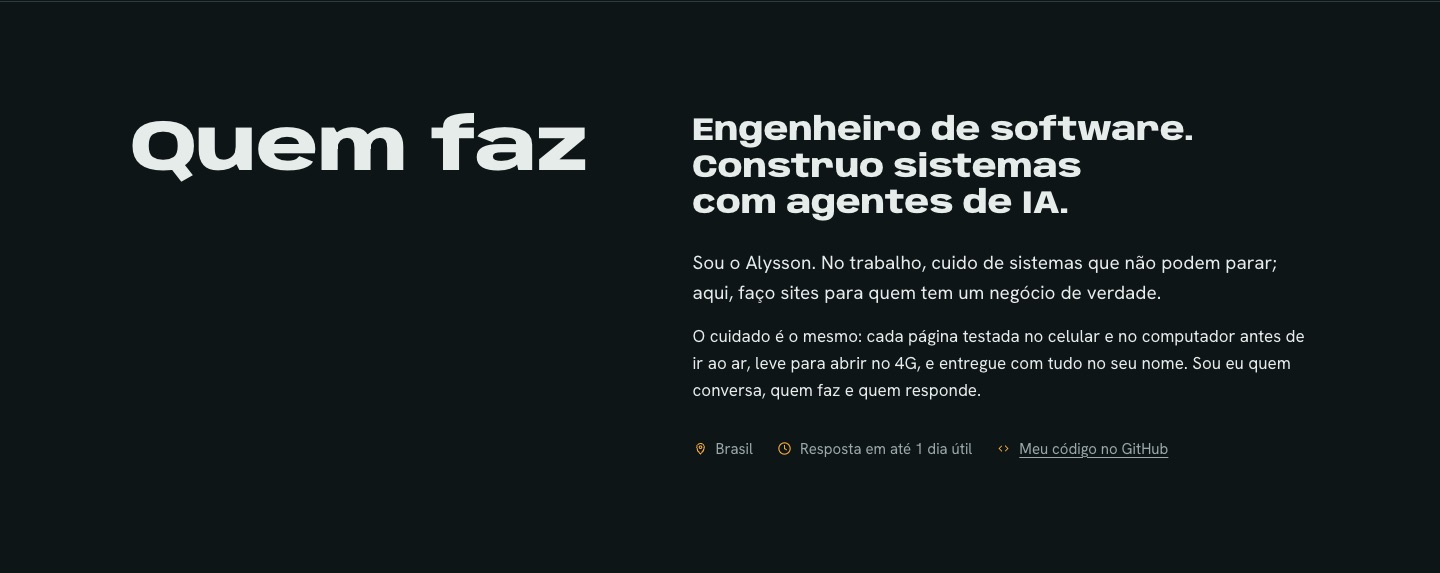 Quem faz
Engenheiro de software.
Construo sistemas
com agentes de IA.
Sou o Alysson. No trabalho, cuido de sistemas que não podem parar;
aqui, faço sites para quem tem um negócio de verdade.
O cuidado é o mesmo: cada página testada no celular e no computador antes de
ir ao ar, leve para abrir no 4G, e entregue com tudo no seu nome. Sou eu quem
conversa, quem faz e quem responde.
Brasil
Resposta em até 1 dia útil
Meu código no GitHub